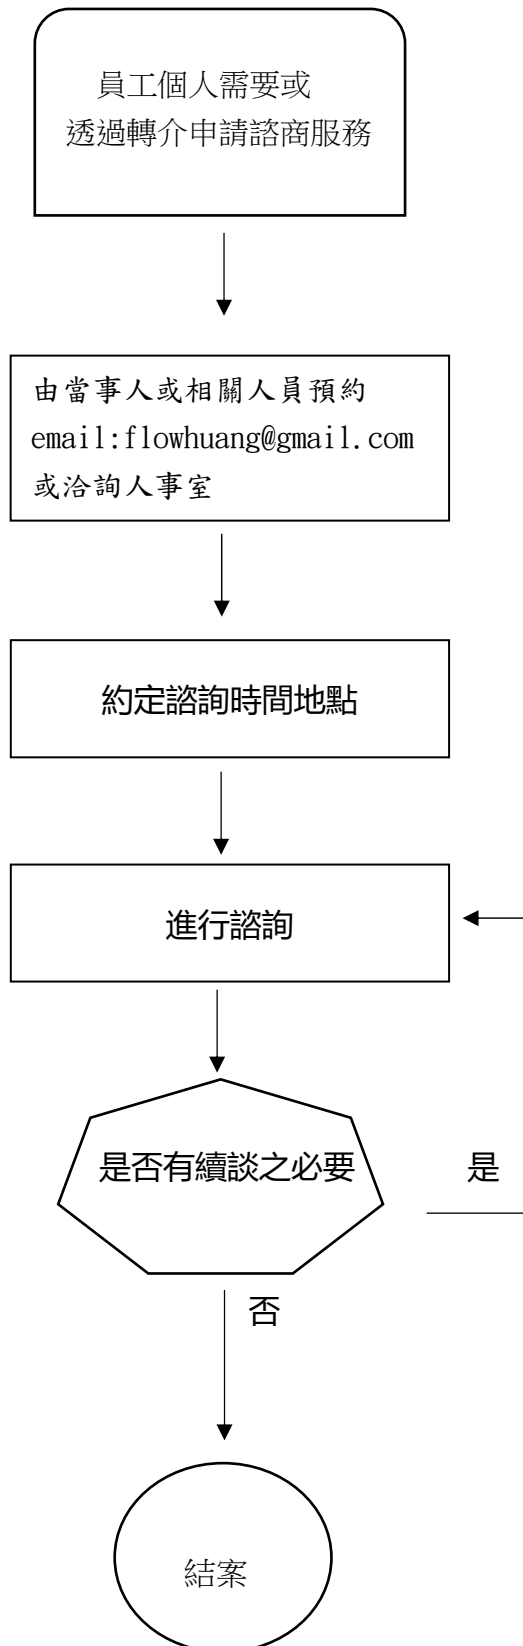 員工個人需要或
透過轉介申請諮商服務
由當事人或相關人員預約
email:flowhuang@gmail.com
或洽詢人事室
約定諮詢時間地點
進行諮詢
是否有續談之必要
是
否
結案